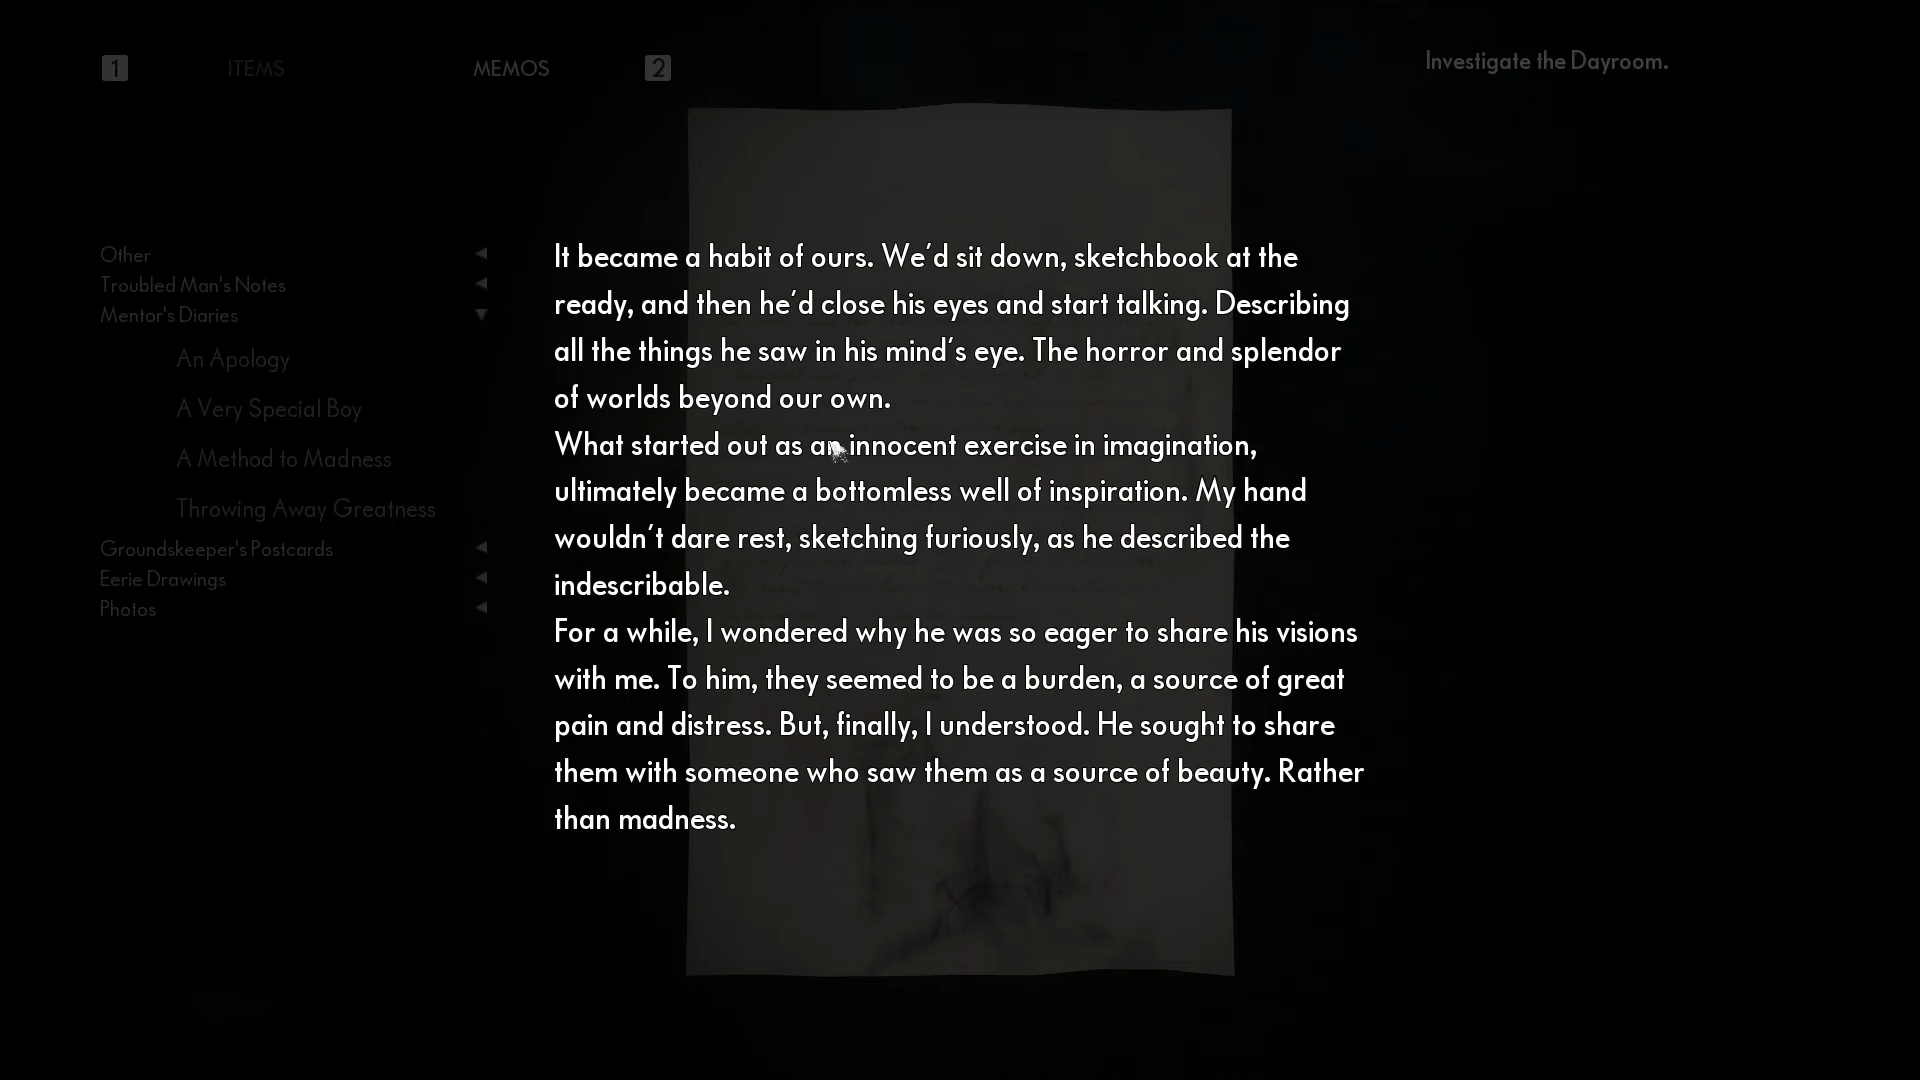 1
ITEMS
MEMOS
2
Investigate the Dayroom.
Other
Troubled Man's Notes
Mentor's Diaries
An Apology
A Very Special Boy
A Method to Madness
Throwing Away Greatness
Groundskeeper's Postcards
Eerie Drawings
Photos
It became a habit of ours. We'd sit down, sketchbook at the
ready, and then he'd close his eyes and start talking. Describing
all the things he saw in his mind's eye. The horror and splendor
of worlds beyond our own.
What started out as an innocent exercise in imagination,
ultimately became a bottomless well of inspiration. My hand
wouldn't dare rest, sketching furiously, as he described the
indescribable.
For a while, I wondered why he was so eager to share his visions
with me. To him, they seemed to be a burden, a source of great
pain and distress. But, finally, I understood. He sought to share
them with someone who saw them as a source of beauty. Rather
than madness.